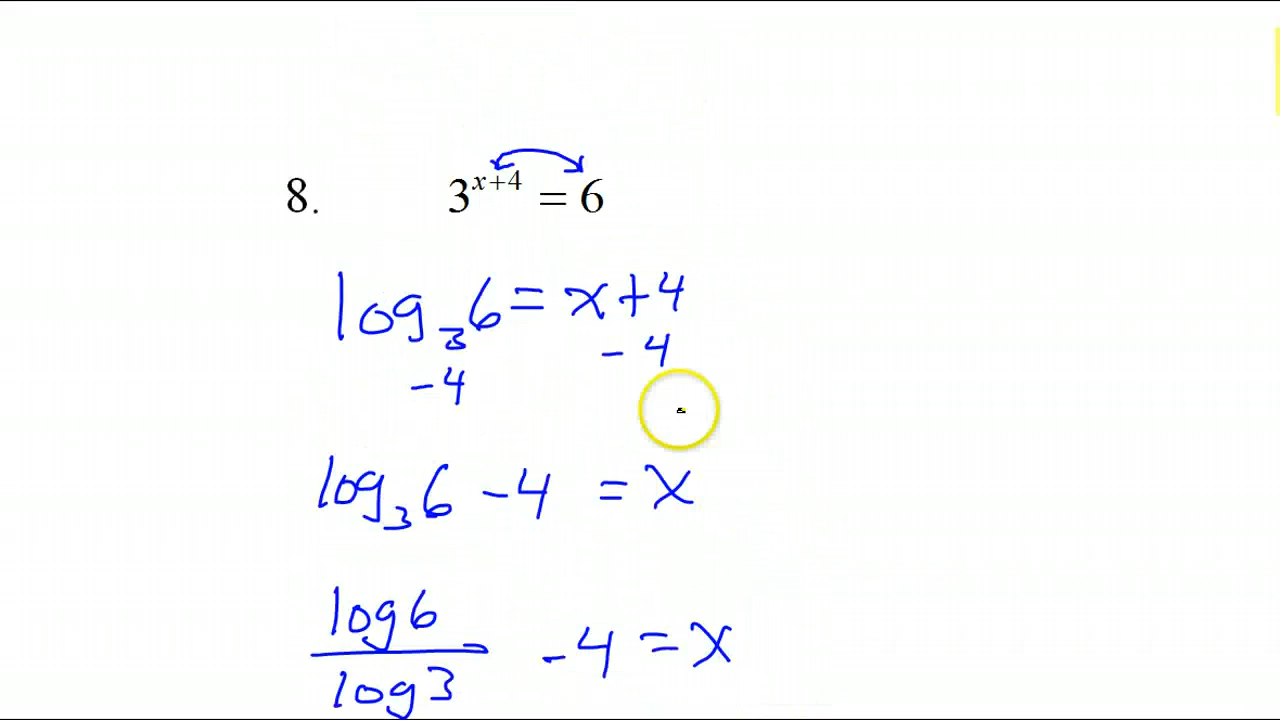 8. 3^{x+4} = 6
log₃6 = x+4
-4 -4
log₃6 -4 = x
log6/log3 -4 = x